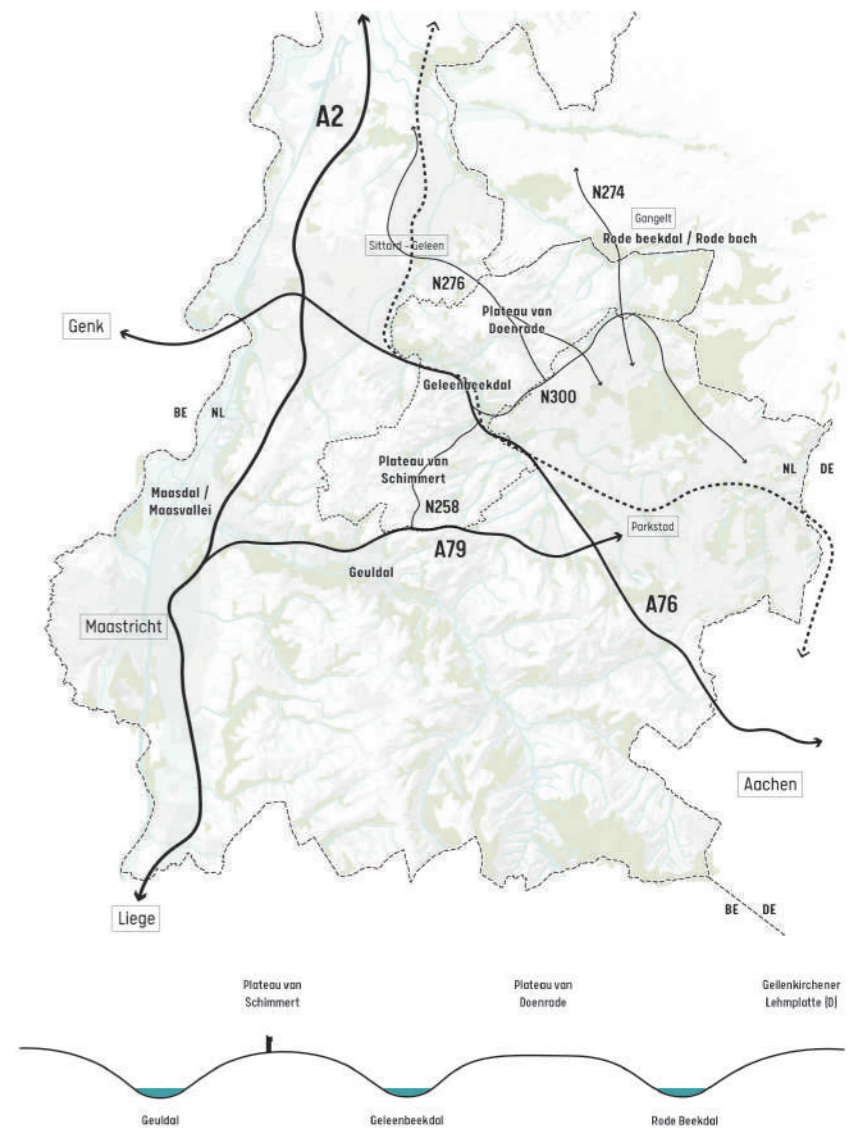 A2
N274
Gangelt
Rode beekdal / Rode bach
Sittard - Geleen
N276
Plateau van
Doenrade
Genk
Geleenbeekdal
N300
BE
NL
Plateau van
Schimmert
NL
DE
Maasdal /
Maasvallei
N258
Parkstad
A79
Geuldal
A76
Maastricht
Aachen
Liege
BE
DE
Plateau van
Schimmert
Plateau van
Doenrade
Geilenkirchener
Lehmplatte (D)
Geuldal
Geleenbeekdal
Rode Beekdal